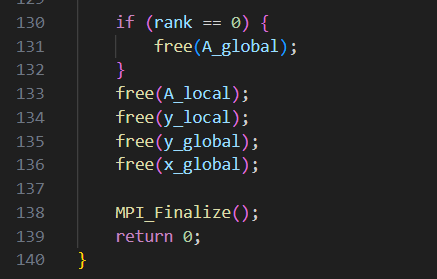 130 if (rank == 0) {
131 free(A_global);
132 }
133 free(A_local);
134 free(y_local);
135 free(y_global);
136 free(x_global);
137
138 MPI_Finalize();
139 return 0;
140 }